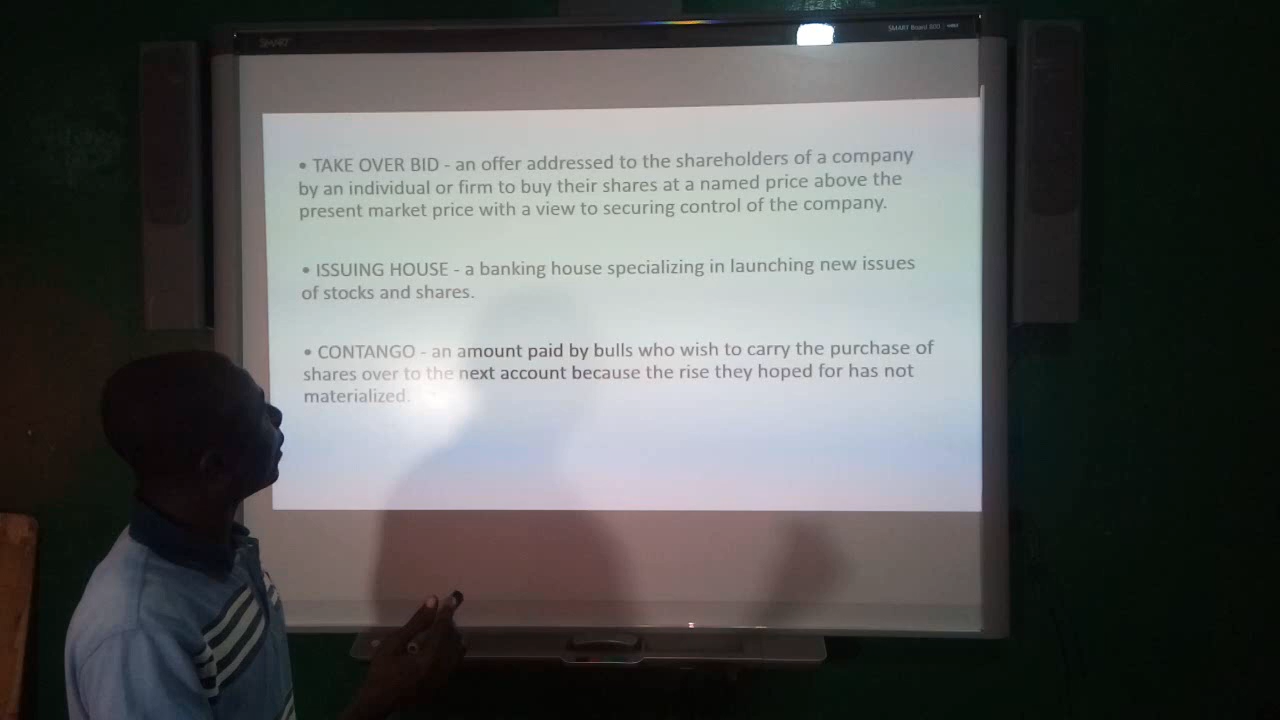 SMART
SMART Board 800
• TAKE OVER BID - an offer addressed to the shareholders of a company
by an individual or firm to buy their shares at a named price above the
present market price with a view to securing control of the company.
• ISSUING HOUSE - a banking house specializing in launching new issues
of stocks and shares.
• CONTANGO - an amount paid by bulls who wish to carry the purchase of
shares over to the next account because the rise they hoped for has not
materialized.